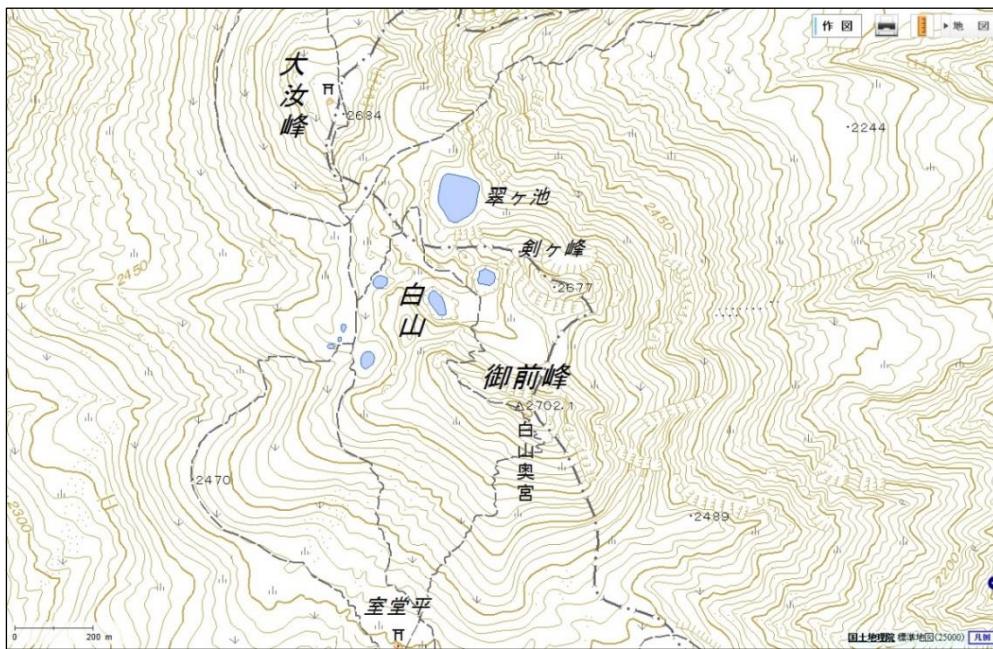 作 図
▶地 図
大汝峰
2684
2244
翠ヶ池
2450
剣ヶ峰
2450
2677
白山
御前峰
2702.1
白山奥宮
2470
2489
2300
2200
室堂平
0 200 m
国土地理院 標準地図(25000) 凡例